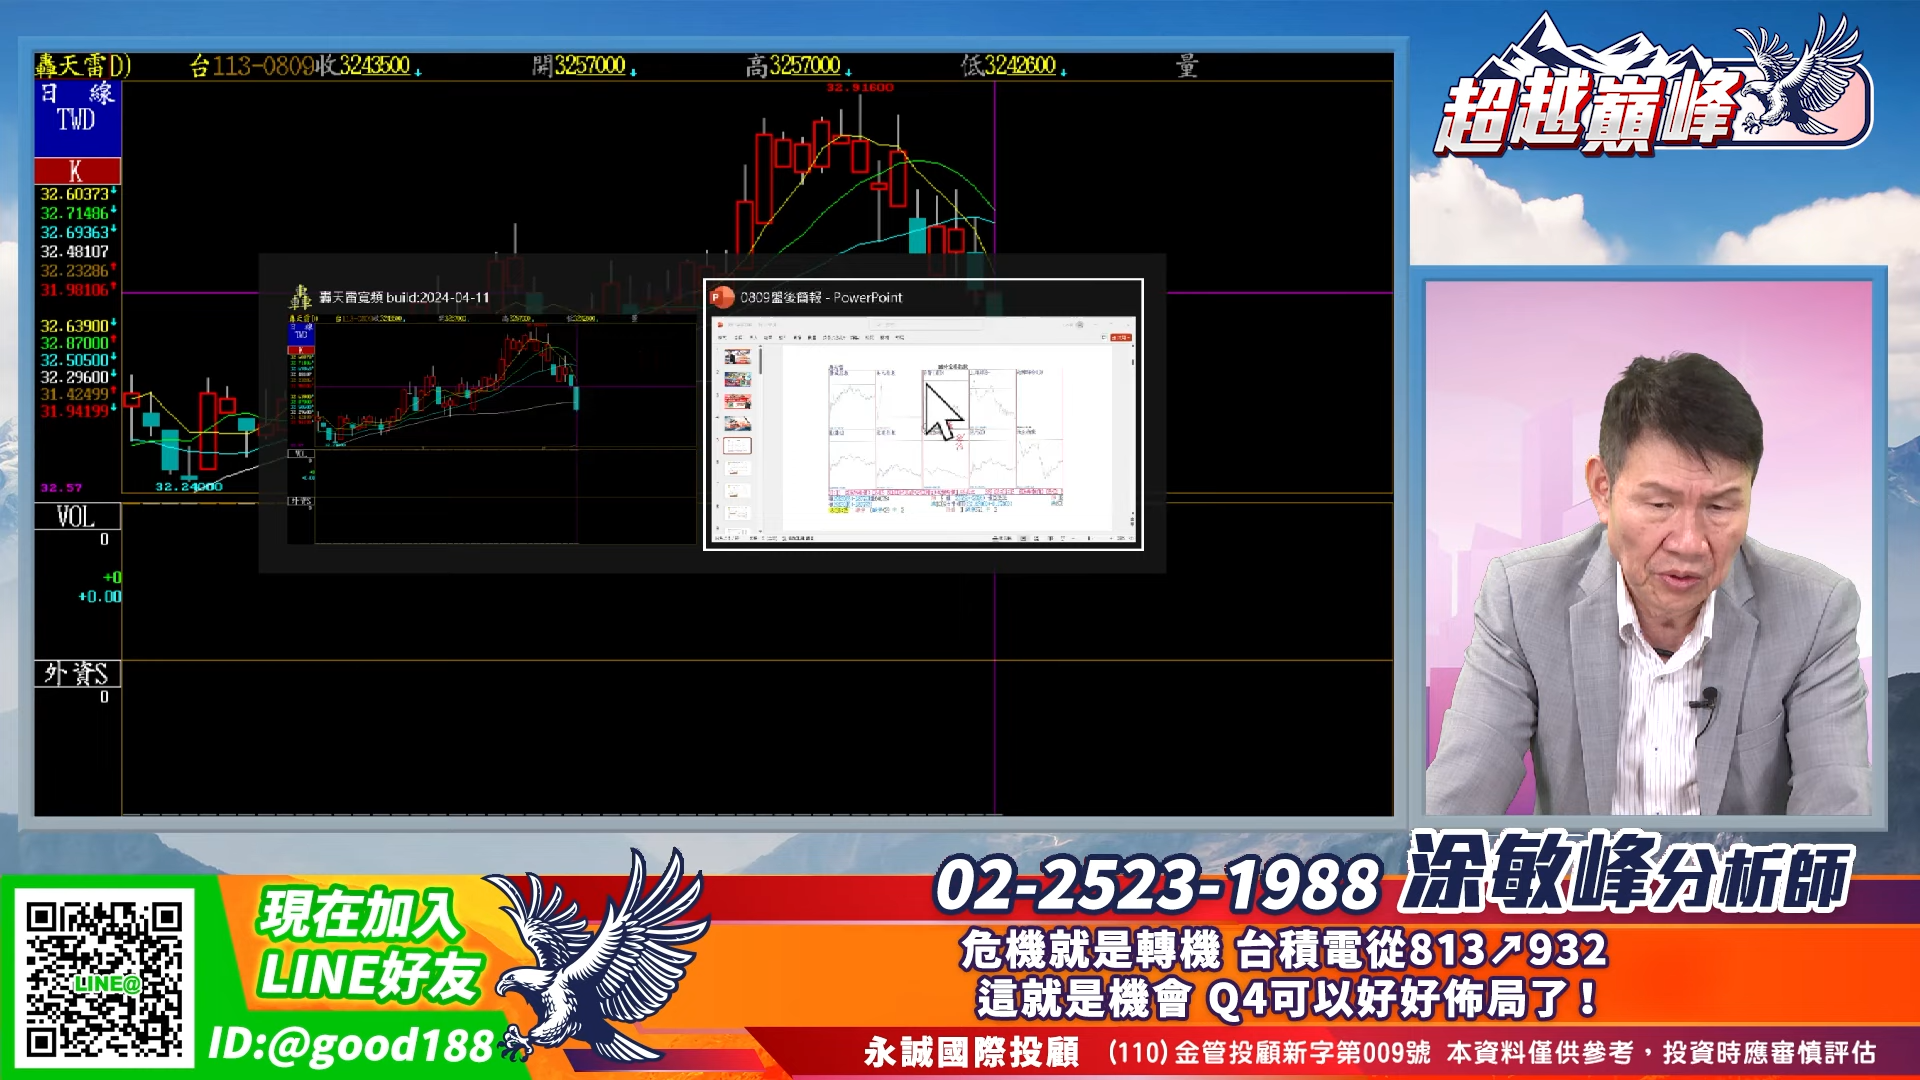 轟天雷D) 台113-0809收3243500↓ 開3257000↓ 高3257000↓ 低3242600↓ 量
日 線
TWD
K
32.60373↓
32.71486↓
32.69363↓
32.48107
32.23286↑
31.98106↑
32.63900↓
32.87000↓
32.50500↓
32.29600↓
31.42499↑
31.94199↓
32.57
32.91600
32.24000
VOL
0
+0
+0.00
外資S
0
轟天雷寬頻 build:2024-04-11
0809盤後簡報 - PowerPoint
超越巔峰
LINE@
現在加入
LINE好友
ID:@good188
02-2523-1988 涂敏峰分析師
危機就是轉機 台積電從813↗932
這就是機會 Q4可以好好佈局了！
永誠國際投顧 (110)金管投顧新字第009號 本資料僅供參考，投資時應審慎評估